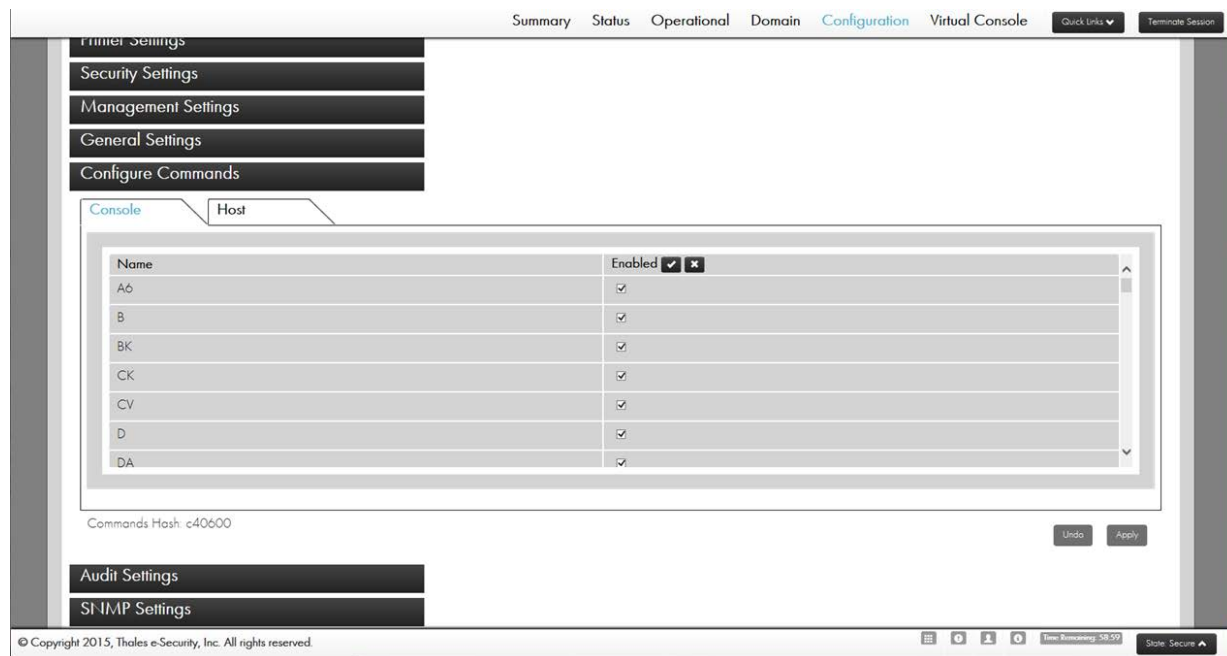 Summary Status Operational Domain Configuration Virtual Console Quick Links Terminate Session
Printer Settings
Security Settings
Management Settings
General Settings
Configure Commands
Console Host
Name Enabled
A6
B
BK
CK
CV
D
DA
Commands Hash: c40600
Undo Apply
Audit Settings
SNMP Settings
© Copyright 2015, Thales e-Security, Inc. All rights reserved. Time Remaining: 58:59 State: Secure